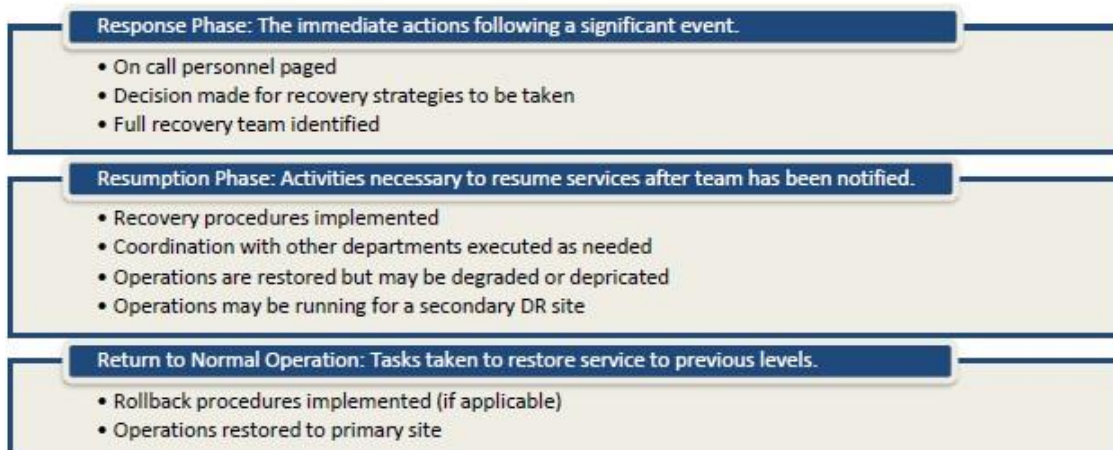 Response Phase: The immediate actions following a significant event.
• On call personnel paged
• Decision made for recovery strategies to be taken
• Full recovery team identified
Resumption Phase: Activities necessary to resume services after team has been notified.
• Recovery procedures implemented
• Coordination with other departments executed as needed
• Operations are restored but may be degraded or depricated
• Operations may be running for a secondary DR site
Return to Normal Operation: Tasks taken to restore service to previous levels.
• Rollback procedures implemented (if applicable)
• Operations restored to primary site